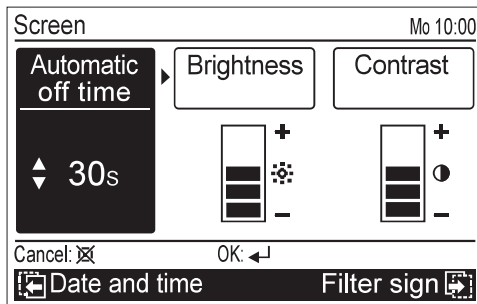 Screen Mo 10:00
Automatic off time
Brightness
Contrast
30s
+ +
- -
Cancel: OK:
Date and time Filter sign